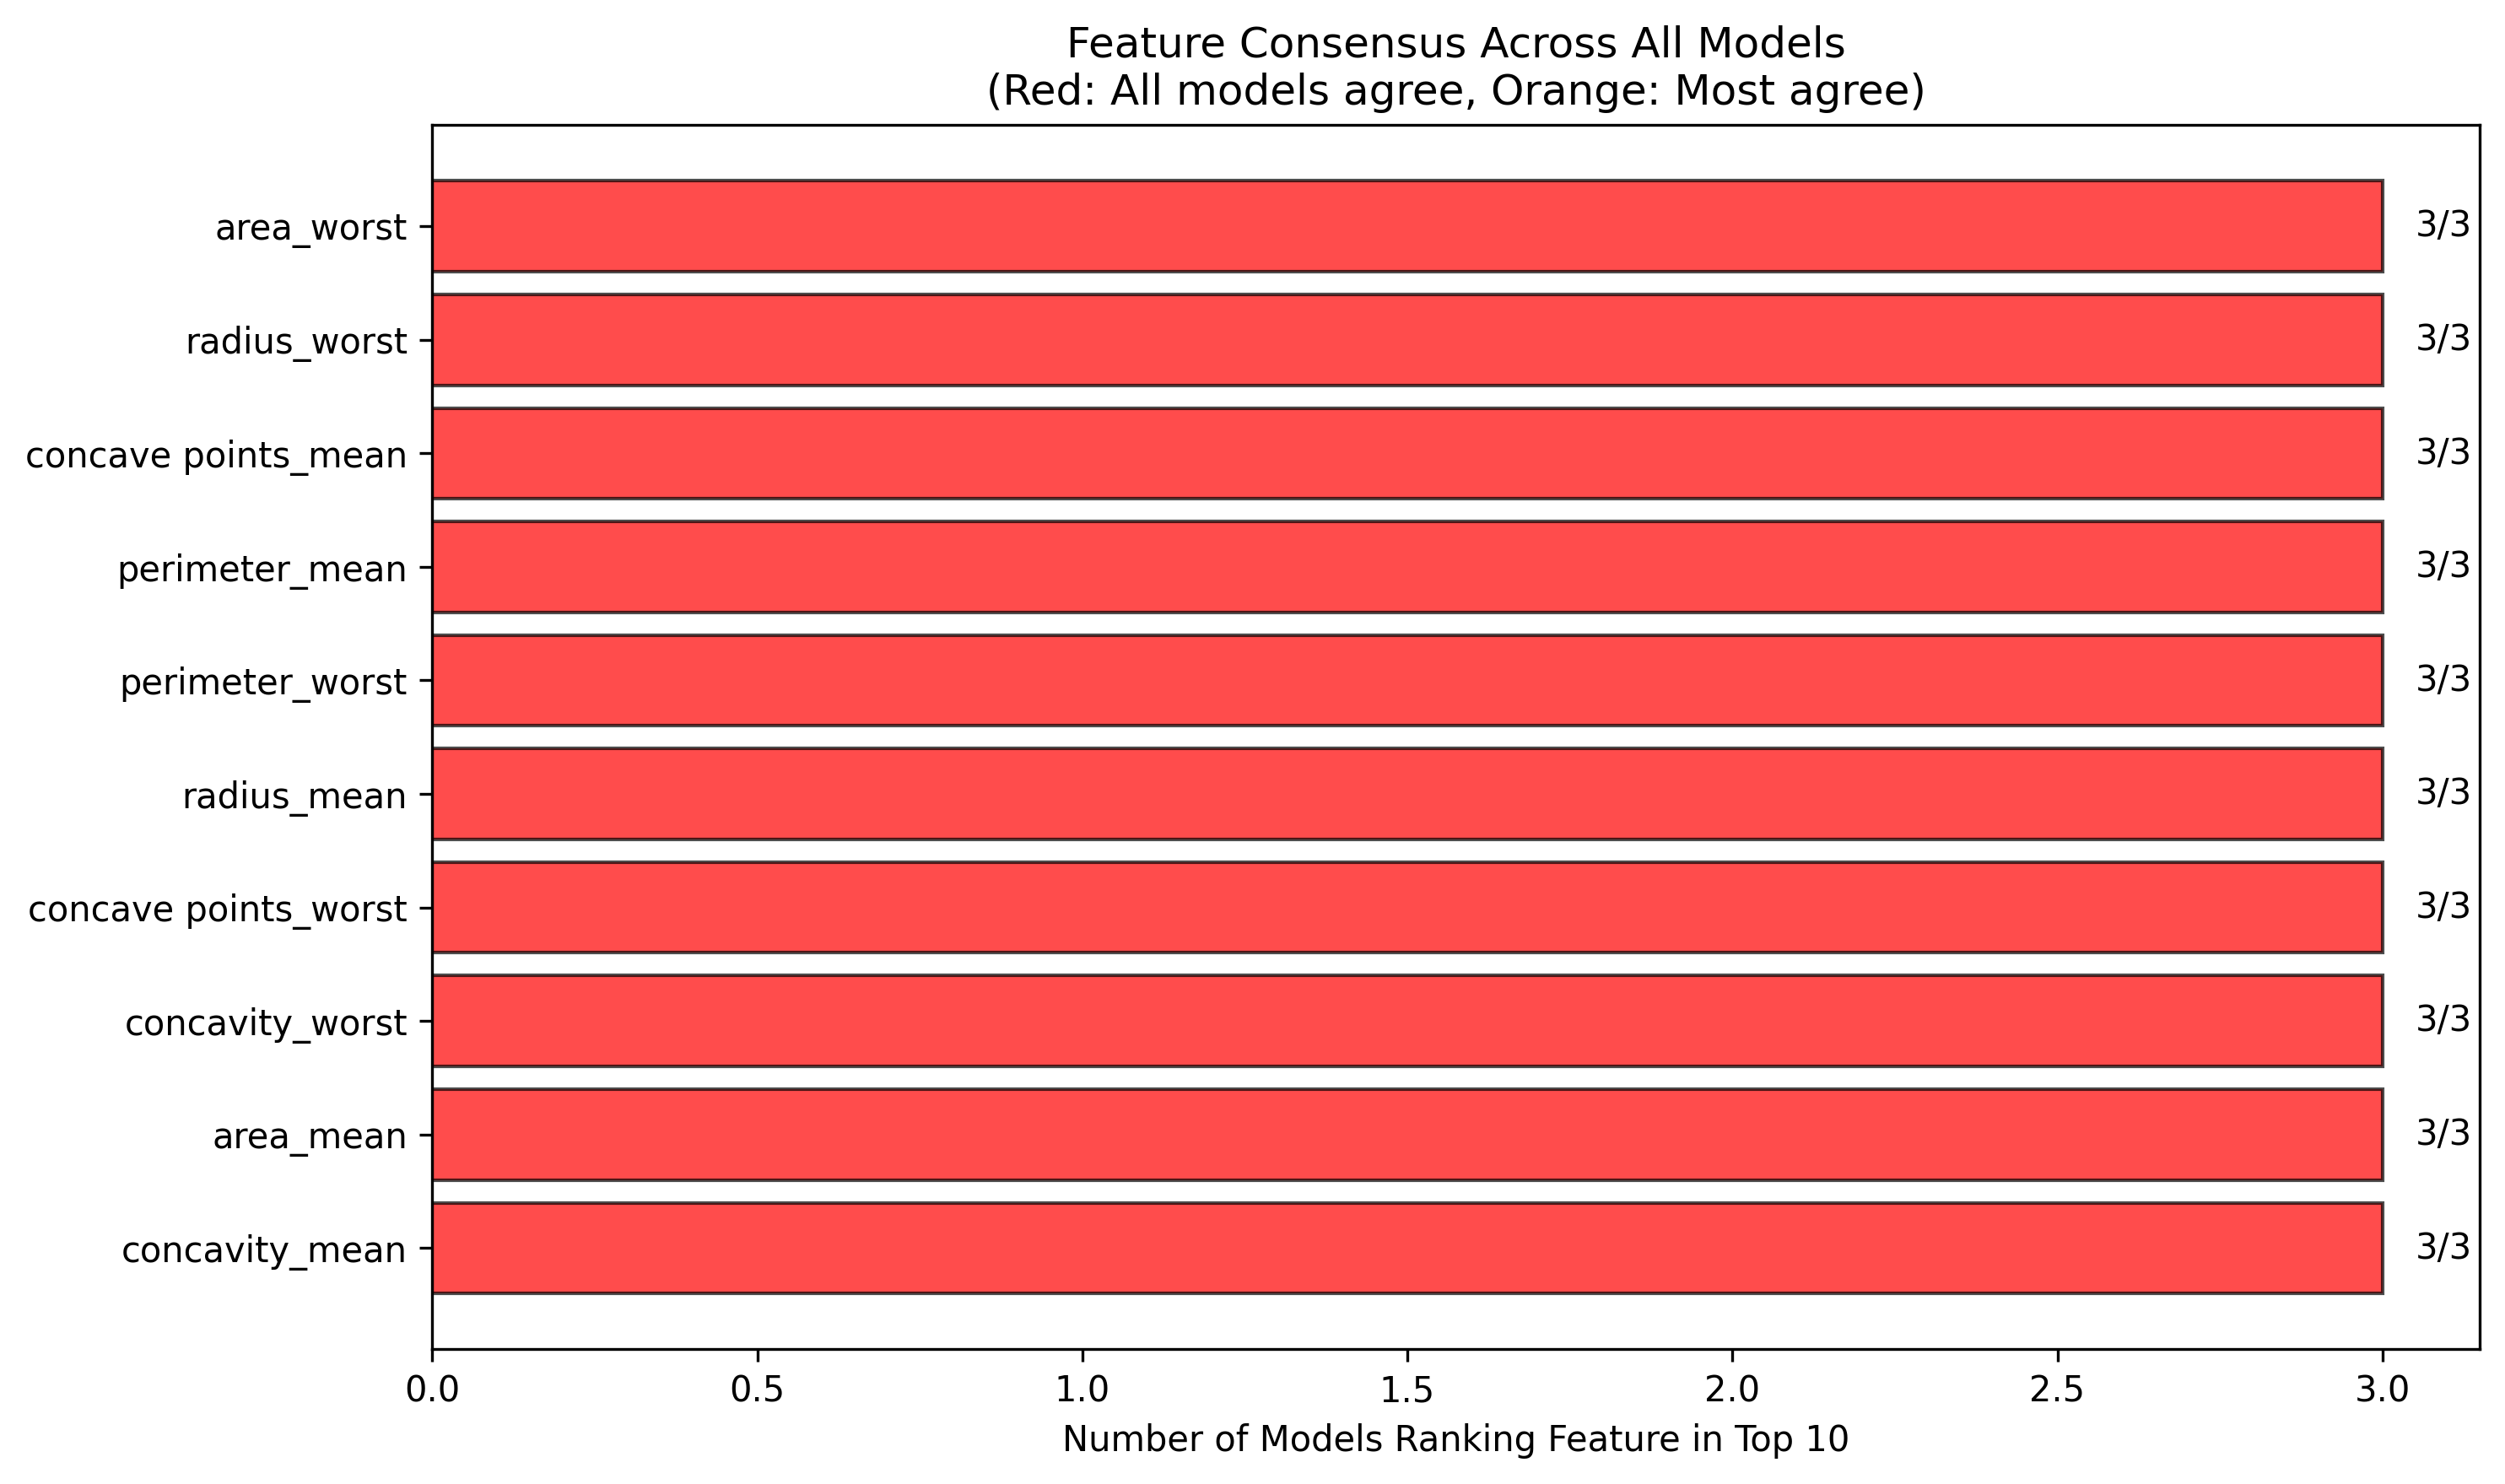 Feature Consensus Across All Models
(Red: All models agree, Orange: Most agree)
area_worst 3/3
radius_worst 3/3
concave points_mean 3/3
perimeter_mean 3/3
perimeter_worst 3/3
radius_mean 3/3
concave points_worst 3/3
concavity_worst 3/3
area_mean 3/3
concavity_mean 3/3
0.0 0.5 1.0 1.5 2.0 2.5 3.0
Number of Models Ranking Feature in Top 10